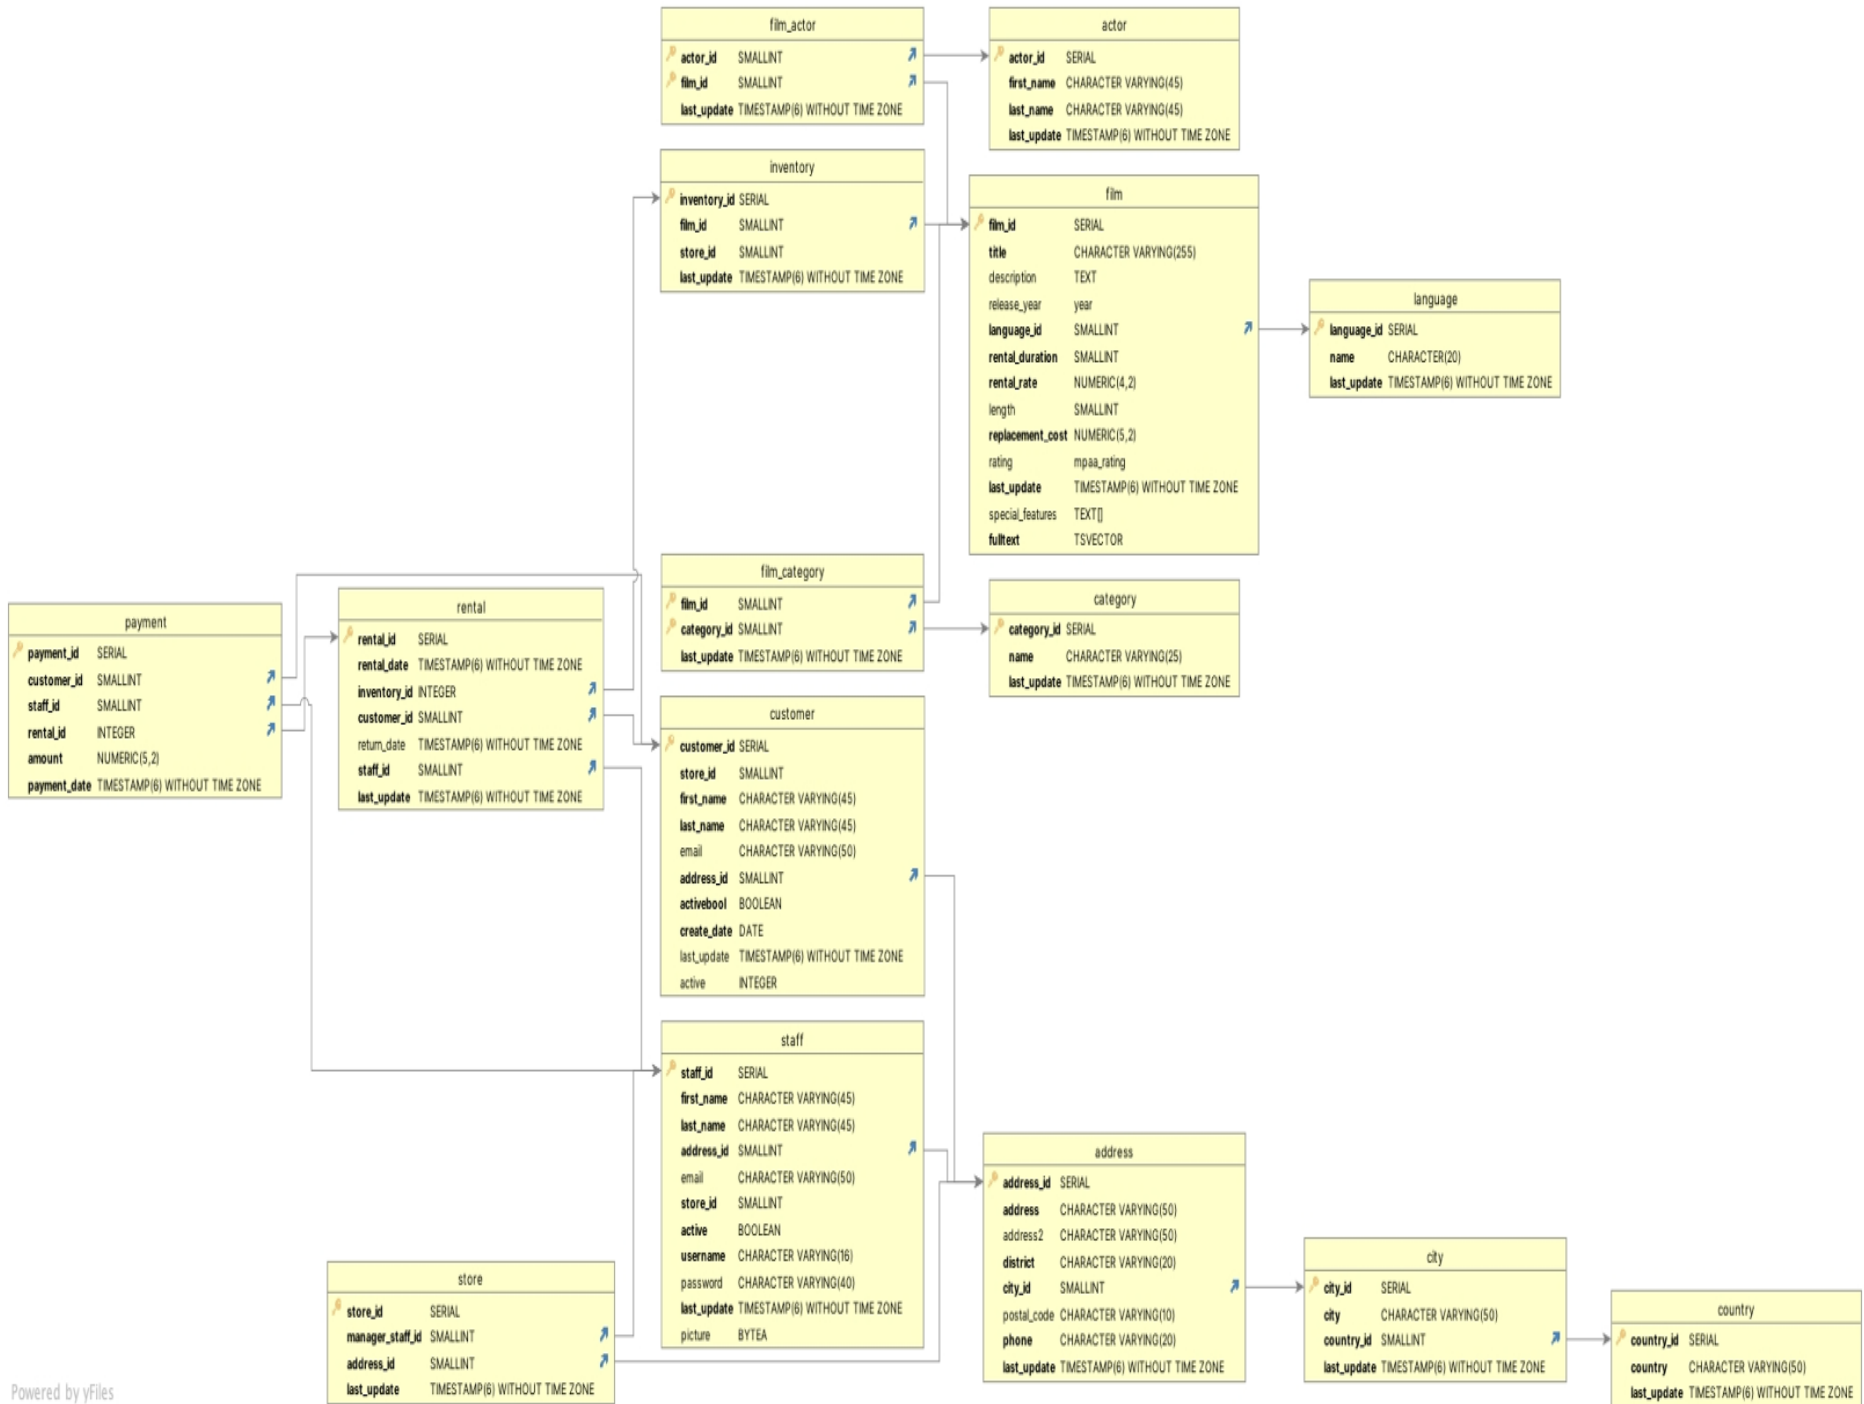 film_actor
actor_id SMALLINT
film_id SMALLINT
last_update TIMESTAMP(6) WITHOUT TIME ZONE
actor
actor_id SERIAL
first_name CHARACTER VARYING(45)
last_name CHARACTER VARYING(45)
last_update TIMESTAMP(6) WITHOUT TIME ZONE
inventory
inventory_id SERIAL
film_id SMALLINT
store_id SMALLINT
last_update TIMESTAMP(6) WITHOUT TIME ZONE
film
film_id SERIAL
title CHARACTER VARYING(255)
description TEXT
release_year year
language_id SMALLINT
rental_duration SMALLINT
rental_rate NUMERIC(4,2)
length SMALLINT
replacement_cost NUMERIC(5,2)
rating mpaa_rating
last_update TIMESTAMP(6) WITHOUT TIME ZONE
special_features TEXT[]
fulltext TSVECTOR
language
language_id SERIAL
name CHARACTER(20)
last_update TIMESTAMP(6) WITHOUT TIME ZONE
payment
payment_id SERIAL
customer_id SMALLINT
staff_id SMALLINT
rental_id INTEGER
amount NUMERIC(5,2)
payment_date TIMESTAMP(6) WITHOUT TIME ZONE
rental
rental_id SERIAL
rental_date TIMESTAMP(6) WITHOUT TIME ZONE
inventory_id INTEGER
customer_id SMALLINT
return_date TIMESTAMP(6) WITHOUT TIME ZONE
staff_id SMALLINT
last_update TIMESTAMP(6) WITHOUT TIME ZONE
film_category
film_id SMALLINT
category_id SMALLINT
last_update TIMESTAMP(6) WITHOUT TIME ZONE
category
category_id SERIAL
name CHARACTER VARYING(25)
last_update TIMESTAMP(6) WITHOUT TIME ZONE
customer
customer_id SERIAL
store_id SMALLINT
first_name CHARACTER VARYING(45)
last_name CHARACTER VARYING(45)
email CHARACTER VARYING(50)
address_id SMALLINT
activebool BOOLEAN
create_date DATE
last_update TIMESTAMP(6) WITHOUT TIME ZONE
active INTEGER
staff
staff_id SERIAL
first_name CHARACTER VARYING(45)
last_name CHARACTER VARYING(45)
address_id SMALLINT
email CHARACTER VARYING(50)
store_id SMALLINT
active BOOLEAN
username CHARACTER VARYING(16)
password CHARACTER VARYING(40)
last_update TIMESTAMP(6) WITHOUT TIME ZONE
picture BYTEA
store
store_id SERIAL
manager_staff_id SMALLINT
address_id SMALLINT
last_update TIMESTAMP(6) WITHOUT TIME ZONE
address
address_id SERIAL
address CHARACTER VARYING(50)
address2 CHARACTER VARYING(50)
district CHARACTER VARYING(20)
city_id SMALLINT
postal_code CHARACTER VARYING(10)
phone CHARACTER VARYING(20)
last_update TIMESTAMP(6) WITHOUT TIME ZONE
city
city_id SERIAL
city CHARACTER VARYING(50)
country_id SMALLINT
last_update TIMESTAMP(6) WITHOUT TIME ZONE
country
country_id SERIAL
country CHARACTER VARYING(50)
last_update TIMESTAMP(6) WITHOUT TIME ZONE
Powered by yFiles